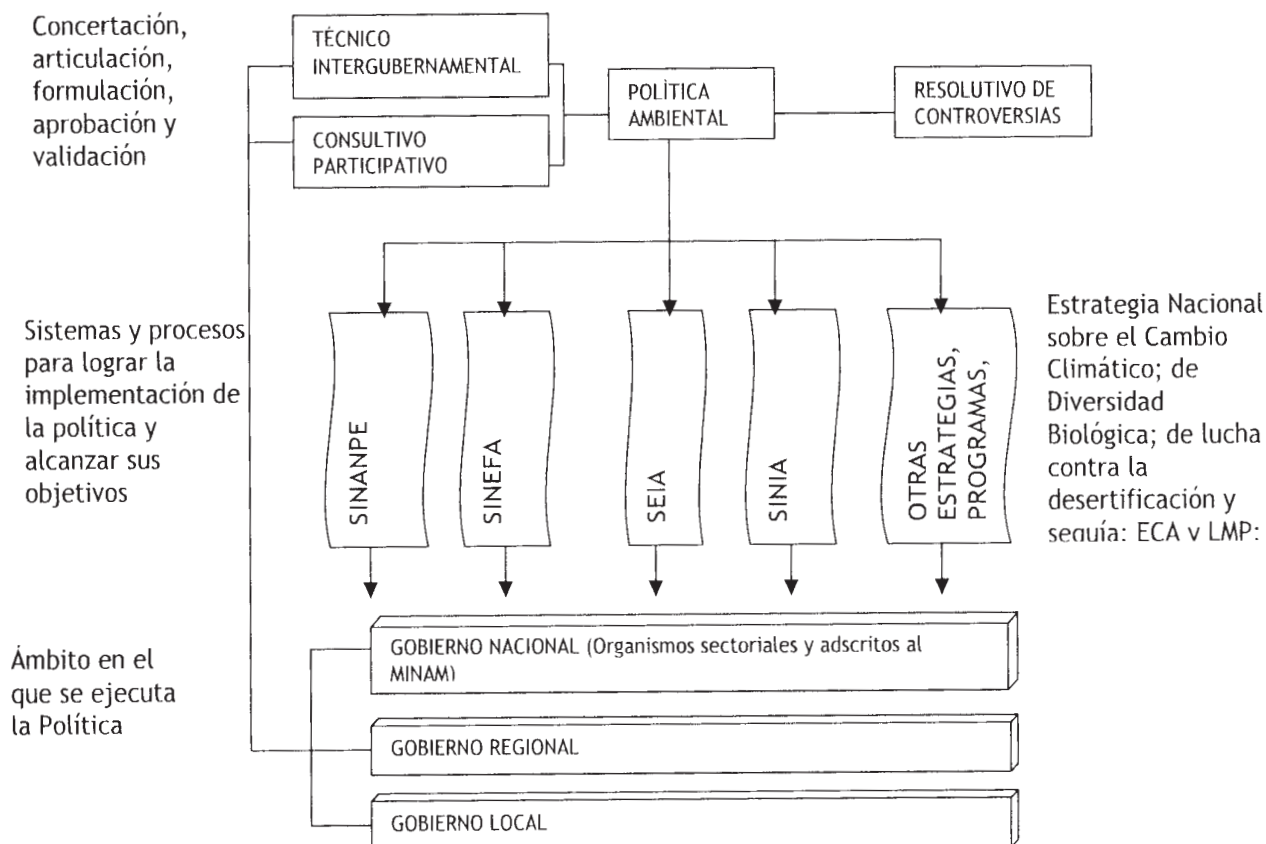 Concertación,
articulación,
formulación,
aprobación y
validación
TÉCNICO
INTERGUBERNAMENTAL
CONSULTIVO
PARTICIPATIVO
POLÌTICA
AMBIENTAL
RESOLUTIVO DE
CONTROVERSIAS
Sistemas y procesos
para lograr la
implementación de
la política y
alcanzar sus
objetivos
SINANPE
SINEFA
SEIA
SINIA
OTRAS
ESTRATEGIAS,
PROGRAMAS,
Estrategia Nacional
sobre el Cambio
Climático; de
Diversidad
Biológica; de lucha
contra la
desertificación y
sequía; ECA y LMP;
Ámbito en el
que se ejecuta
la Política
GOBIERNO NACIONAL (Organismos sectoriales y adscritos al
MINAM)
GOBIERNO REGIONAL
GOBIERNO LOCAL